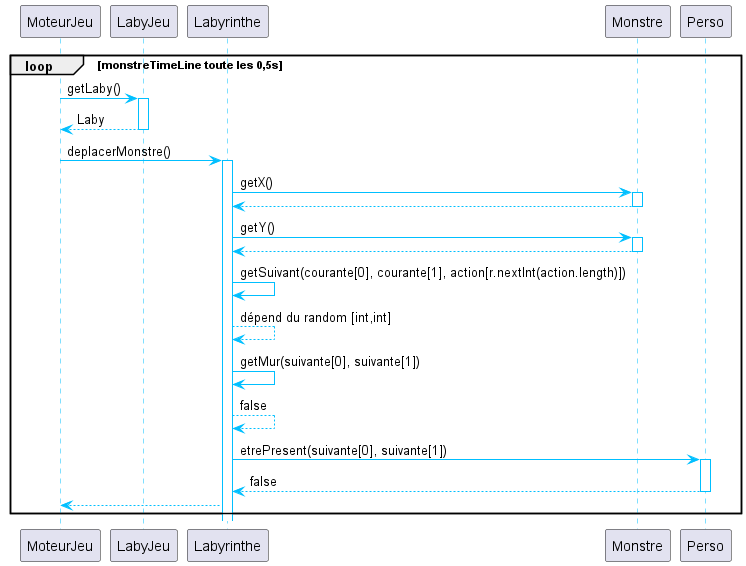 MoteurJeu LabyJeu Labyrinthe Monstre Perso
loop [monstreTimeLine toute les 0,5s]
getLaby()
Laby
deplacerMonstre()
getX()
getY()
getSuivant(courante[0], courante[1], action[r.nextInt(action.length)])
dépend du random [int,int]
getMur(suivante[0], suivante[1])
false
etrePresent(suivante[0], suivante[1])
false
MoteurJeu LabyJeu Labyrinthe Monstre Perso